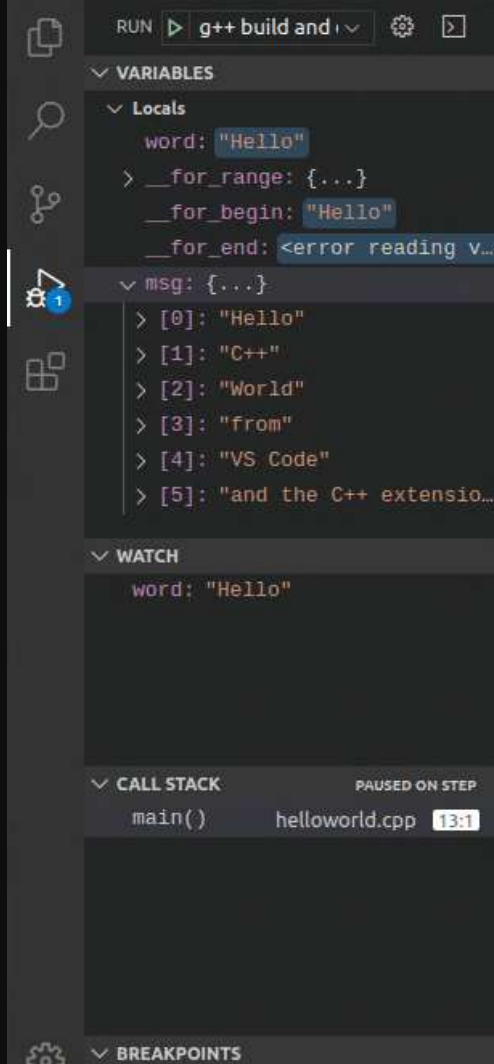 RUN g++ build and
VARIABLES
Locals
word: "Hello"
__for_range: {...}
__for_begin: "Hello"
__for_end: <error reading v…
1
msg: {...}
[0]: "Hello"
[1]: "C++"
[2]: "World"
[3]: "from"
[4]: "VS Code"
[5]: "and the C++ extensio…
WATCH
word: "Hello"
CALL STACK PAUSED ON STEP
main() helloworld.cpp 13:1
BREAKPOINTS